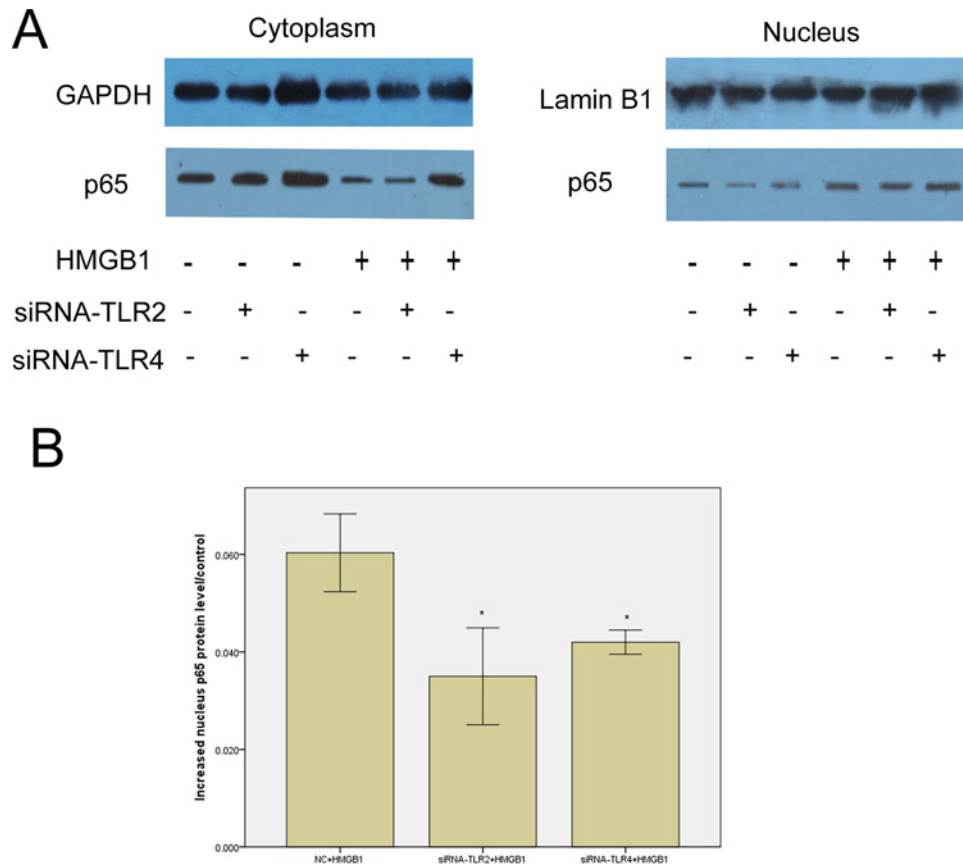 A
Cytoplasm
Nucleus
GAPDH
Lamin B1
p65
p65
HMGB1 - - - + + + - - - + + +
siRNA-TLR2 - + - - + - - + - - + -
siRNA-TLR4 - - + - - + - - + - - +
B
Increased nucleus p65 protein level/control
0.060
0.040
0.020
0.000
*
*
NC+HMGB1
siRNA-TLR2+HMGB1
siRNA-TLR4+HMGB1